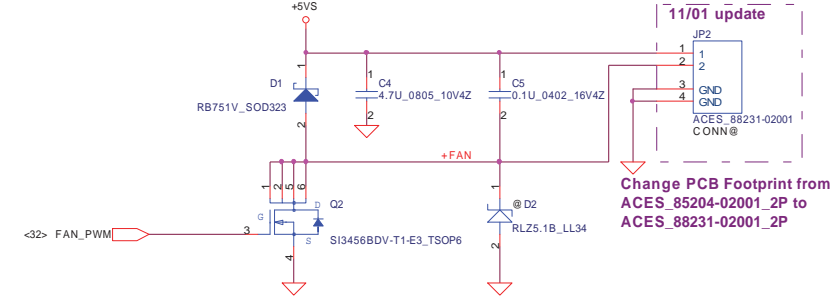 +5VS
11/01 update
JP2
1
1
2
2
3
GND
4
GND
ACES_88231-02001
CONN@
1
D1
RB751V_SOD323
2
1
C4
4.7U_0805_10V4Z
2
1
C5
0.1U_0402_16V4Z
2
+FAN
Change PCB Footprint from
ACES_85204-02001_2P to
ACES_88231-02001_2P
1
2
5
6
D
Q2
G
S
3
4
SI3456BDV-T1-E3_TSOP6
<32> FAN_PWM
1
@ D2
RLZ5.1B_LL34
2